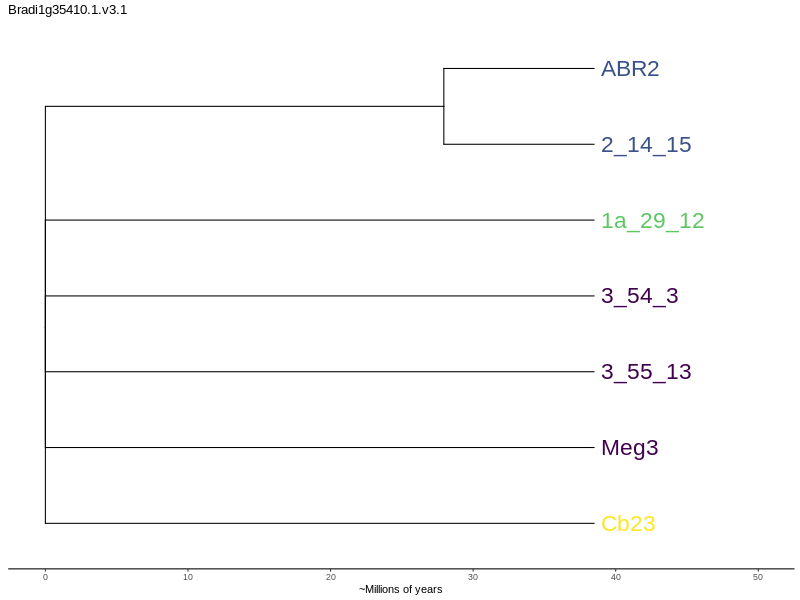 Bradi1g35410.1.v3.1
ABR2
2_14_15
1a_29_12
3_54_3
3_55_13
Meg3
Cb23
0 10 20 30 40 50
~Millions of years